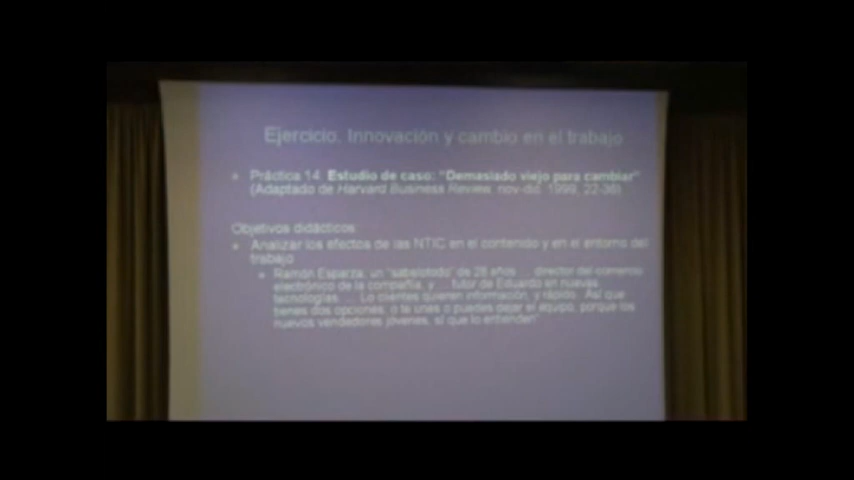 Ejercicio. Innovación y cambio en el trabajo
Práctica 14: Estudio de caso: "Demasiado viejo para cambiar"
(Adaptado de Harvard Business Review, nov-dic. 1999, 22-36)
Objetivos didácticos
Analizar los efectos de las NTIC en el contenido y en el entorno del
trabajo
Ramón Esparza, un "sabelotodo" de 28 años ... director del comercio
electrónico de la compañía, y ... tutor de Eduardo en nuevas
tecnologías. ... Lo clientes quieren información, y rápido. Así que
tienes dos opciones, o te unes o puedes dejar el equipo, porque los
nuevos vendedores jóvenes, sí que lo entienden"